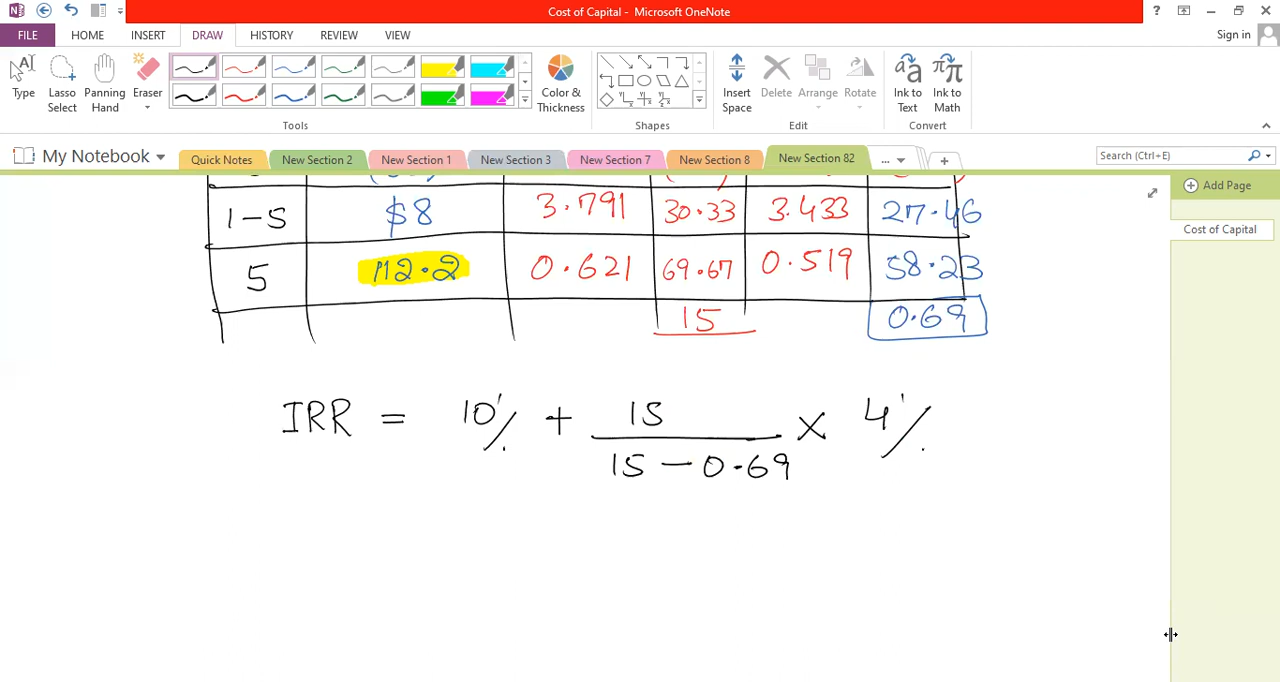 Cost of Capital - Microsoft OneNote
FILE HOME INSERT DRAW HISTORY REVIEW VIEW Sign in
Type Lasso Select Panning Hand Eraser Color & Thickness Insert Space Delete Arrange Rotate Ink to Text Ink to Math
Tools Shapes Edit Convert
My Notebook Quick Notes New Section 2 New Section 1 New Section 3 New Section 7 New Section 8 New Section 82 ... Search (Ctrl+E)
Add Page
Cost of Capital
1-5 $8 3.791 30.33 3.433 27.46
5 112.2 0.621 69.67 0.519 58.23
15 0.69
IRR = 10% + 15 / 15 - 0.69 × 4%